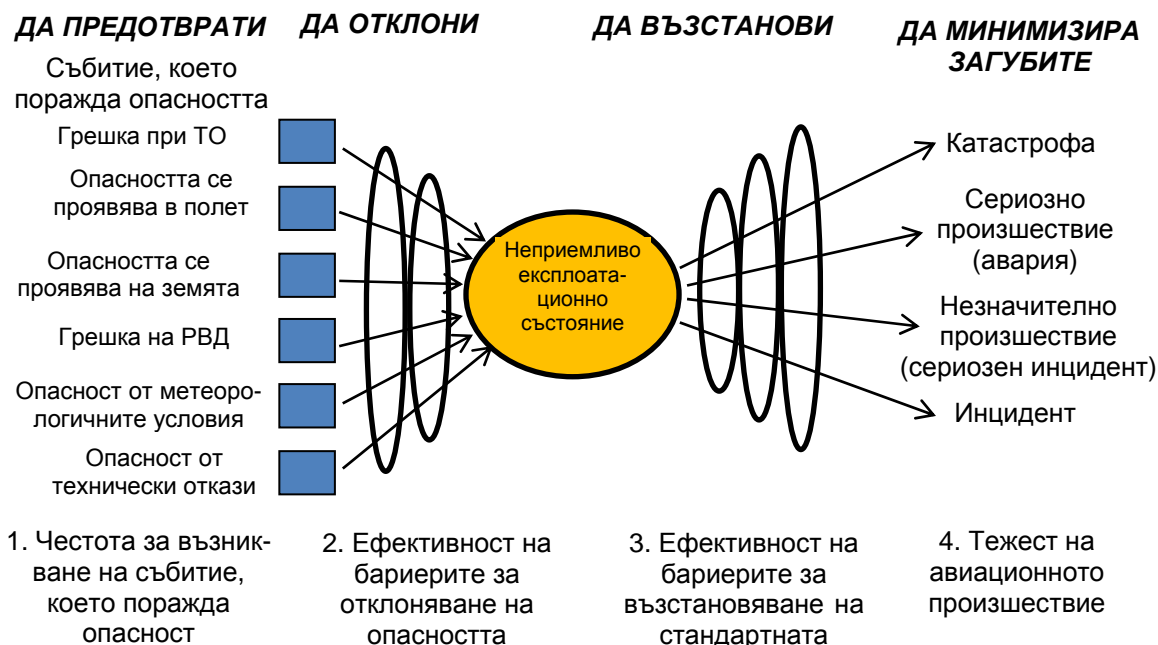 ДА ПРЕДОТВРАТИ
ДА ОТКЛОНИ
ДА ВЪЗСТАНОВИ
ДА МИНИМИЗИРА
ЗАГУБИТЕ
Събитие, което
поражда опасността
Грешка при ТО
Опасността се
проявява в полет
Опасността се
проявява на земята
Грешка на РВД
Опасност от метеоро-
логичните условия
Опасност от
технически откази
Неприемливо
експлоата-
ционно
състояние
Катастрофа
Сериозно
произшествие
(авария)
Незначително
произшествие
(сериозен инцидент)
Инцидент
1. Честота за възник-
ване на събитие,
което поражда
опасност
2. Ефективност на
бариерите за
отклоняване на
опасността
3. Ефективност на
бариерите за
възстановяване на
стандартната
4. Тежест на
авиационното
произшествие